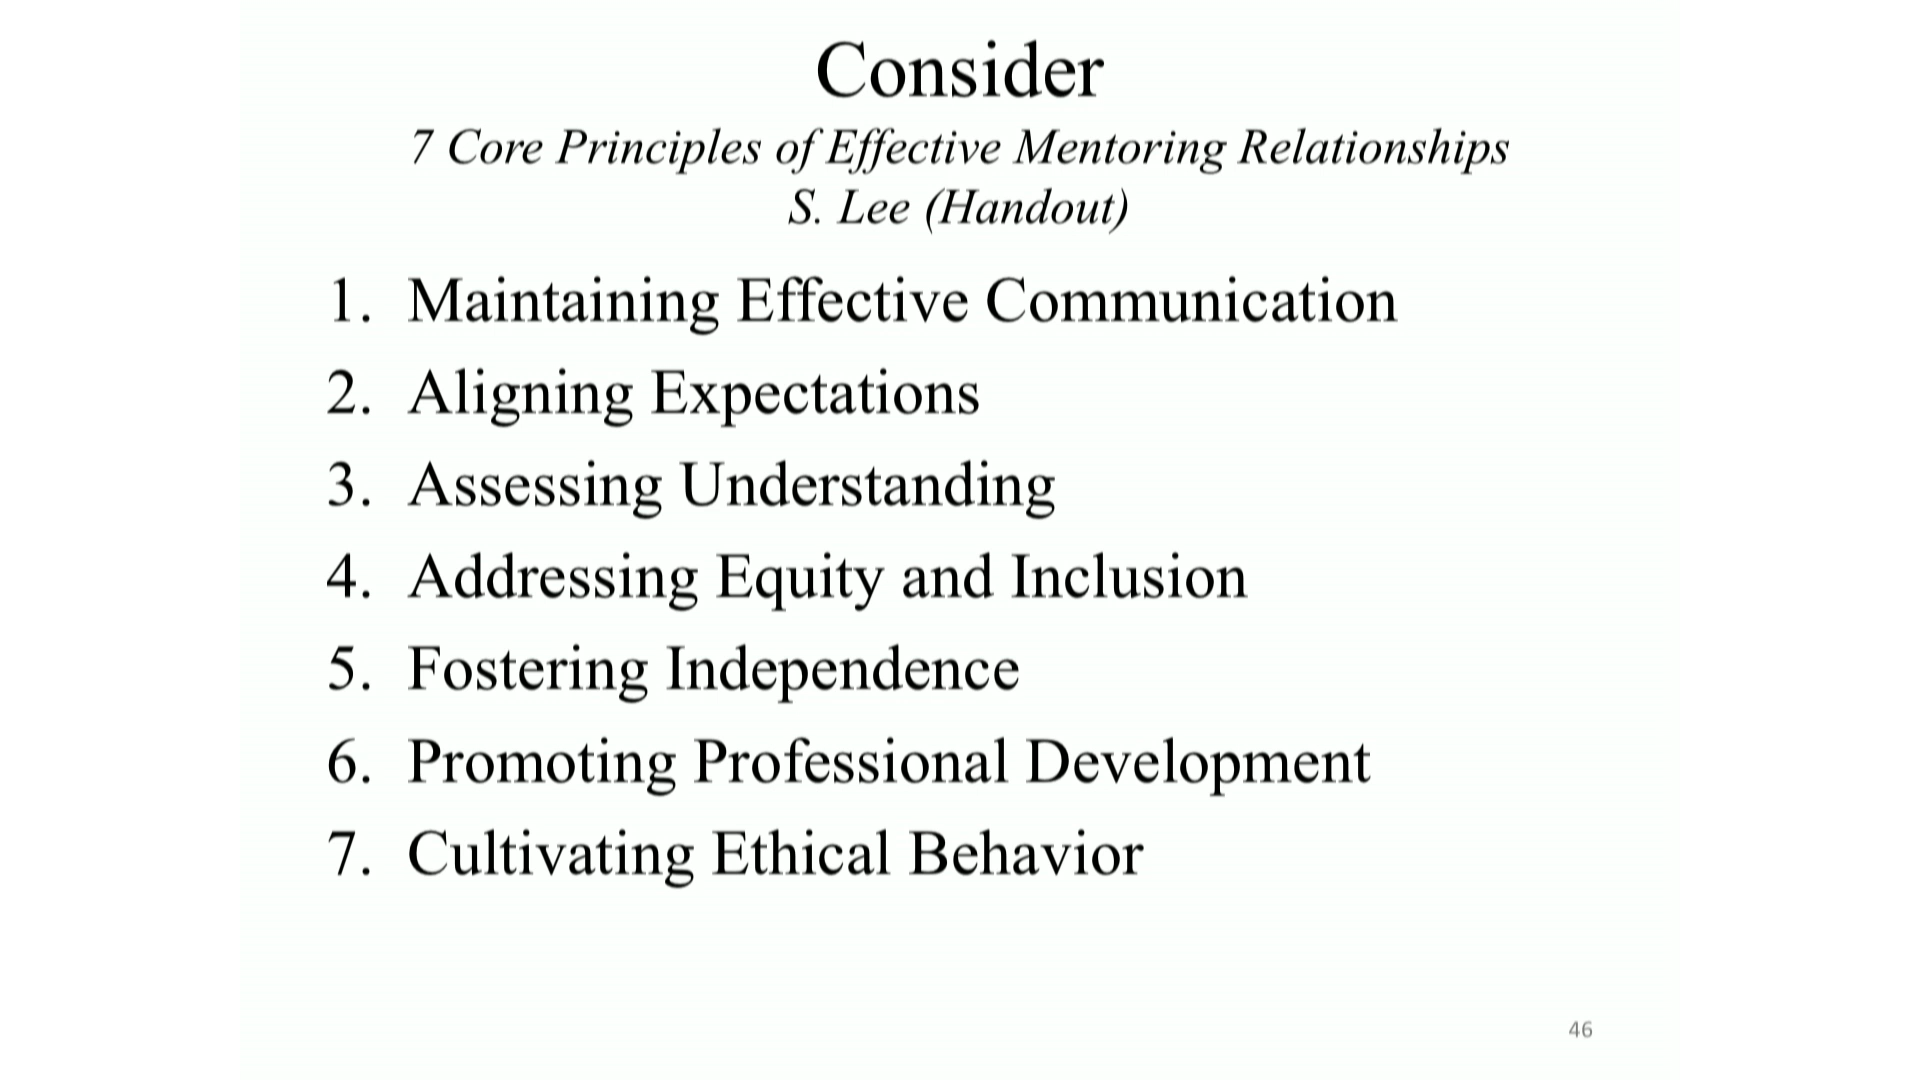 Consider
7 Core Principles of Effective Mentoring Relationships
S. Lee (Handout)
1. Maintaining Effective Communication
2. Aligning Expectations
3. Assessing Understanding
4. Addressing Equity and Inclusion
5. Fostering Independence
6. Promoting Professional Development
7. Cultivating Ethical Behavior
46